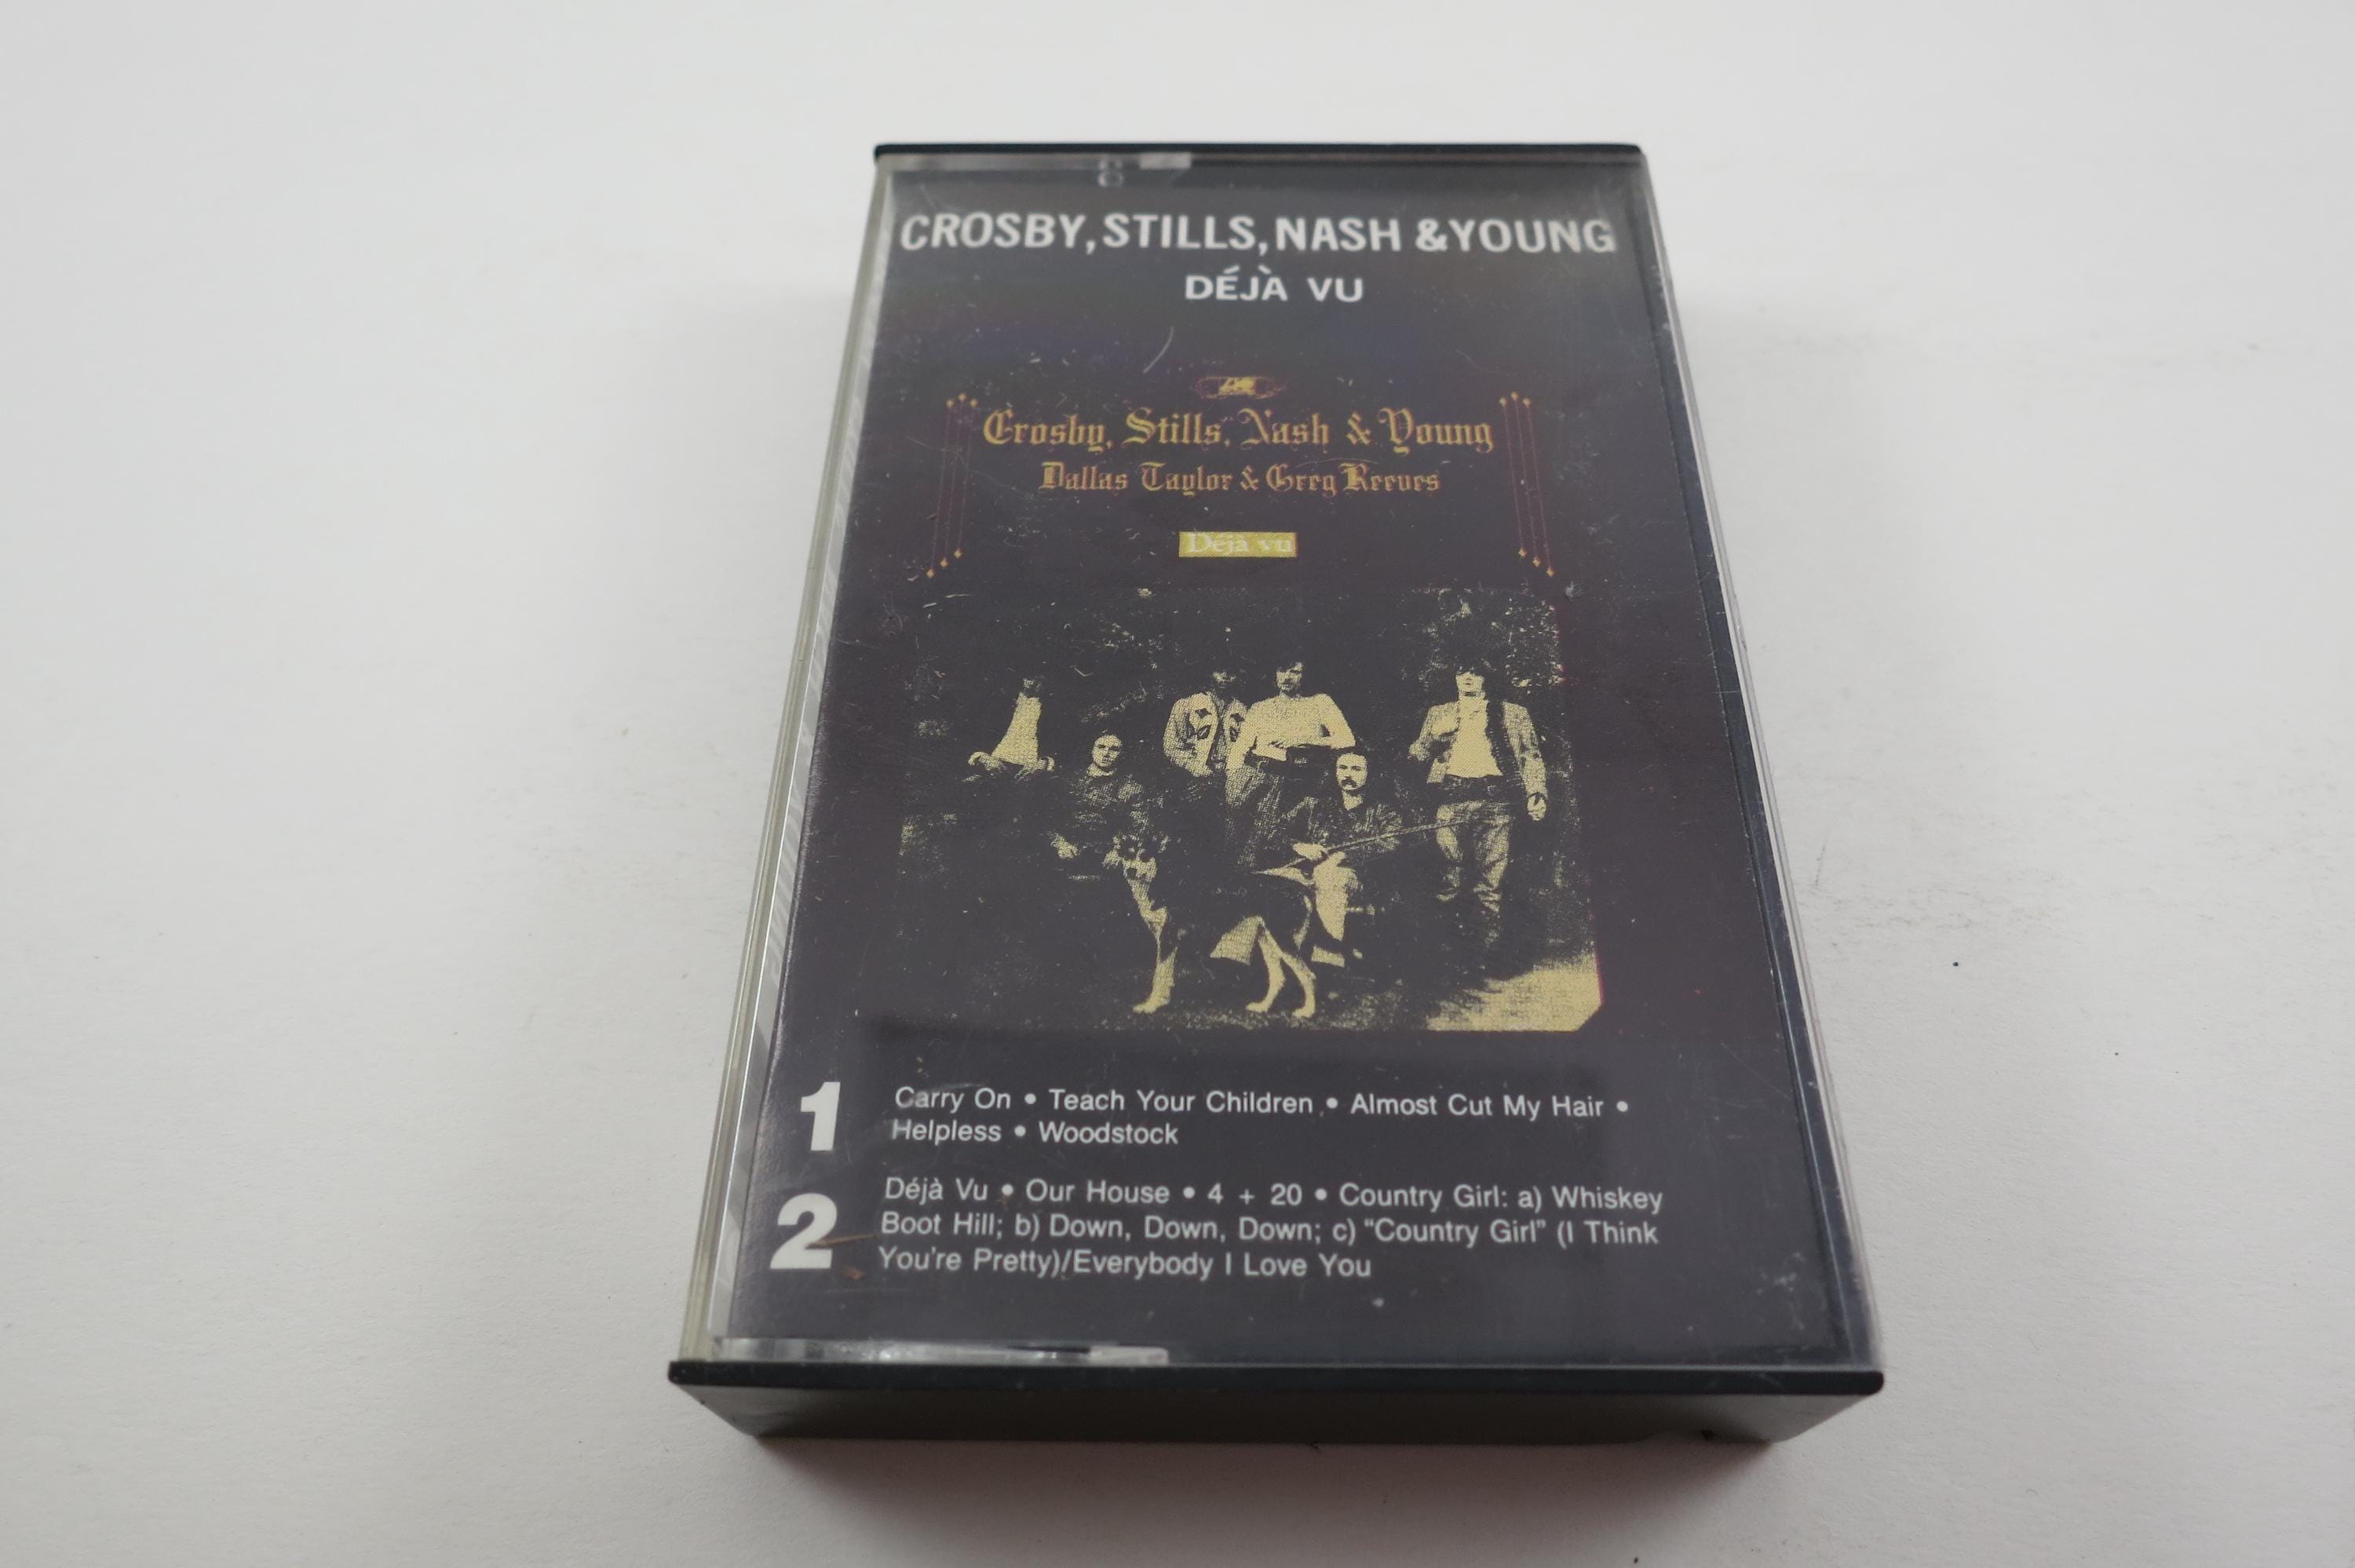 CROSBY, STILLS, NASH & YOUNG
DÉJÀ VU
Crosby, Stills, Nash & Young
Dallas Taylor & Greg Reeves
Déjà vu
1
Carry On • Teach Your Children • Almost Cut My Hair •
Helpless • Woodstock
2
Déjà Vu • Our House • 4 + 20 • Country Girl: a) Whiskey
Boot Hill; b) Down, Down, Down; c) “Country Girl” (I Think
You're Pretty)/Everybody I Love You